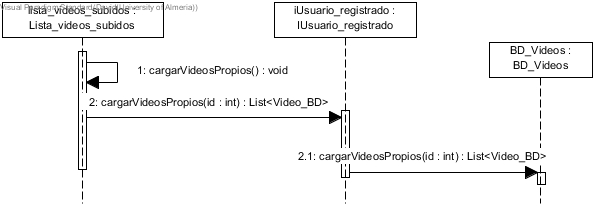 lista_videos_subidos :
Lista_videos_subidos
iUsuario_registrado :
IUsuario_registrado
BD_Videos :
BD_Videos
1: cargarVideosPropios() : void
2: cargarVideosPropios(id : int) : List<Video_BD>
2.1: cargarVideosPropios(id : int) : List<Video_BD>